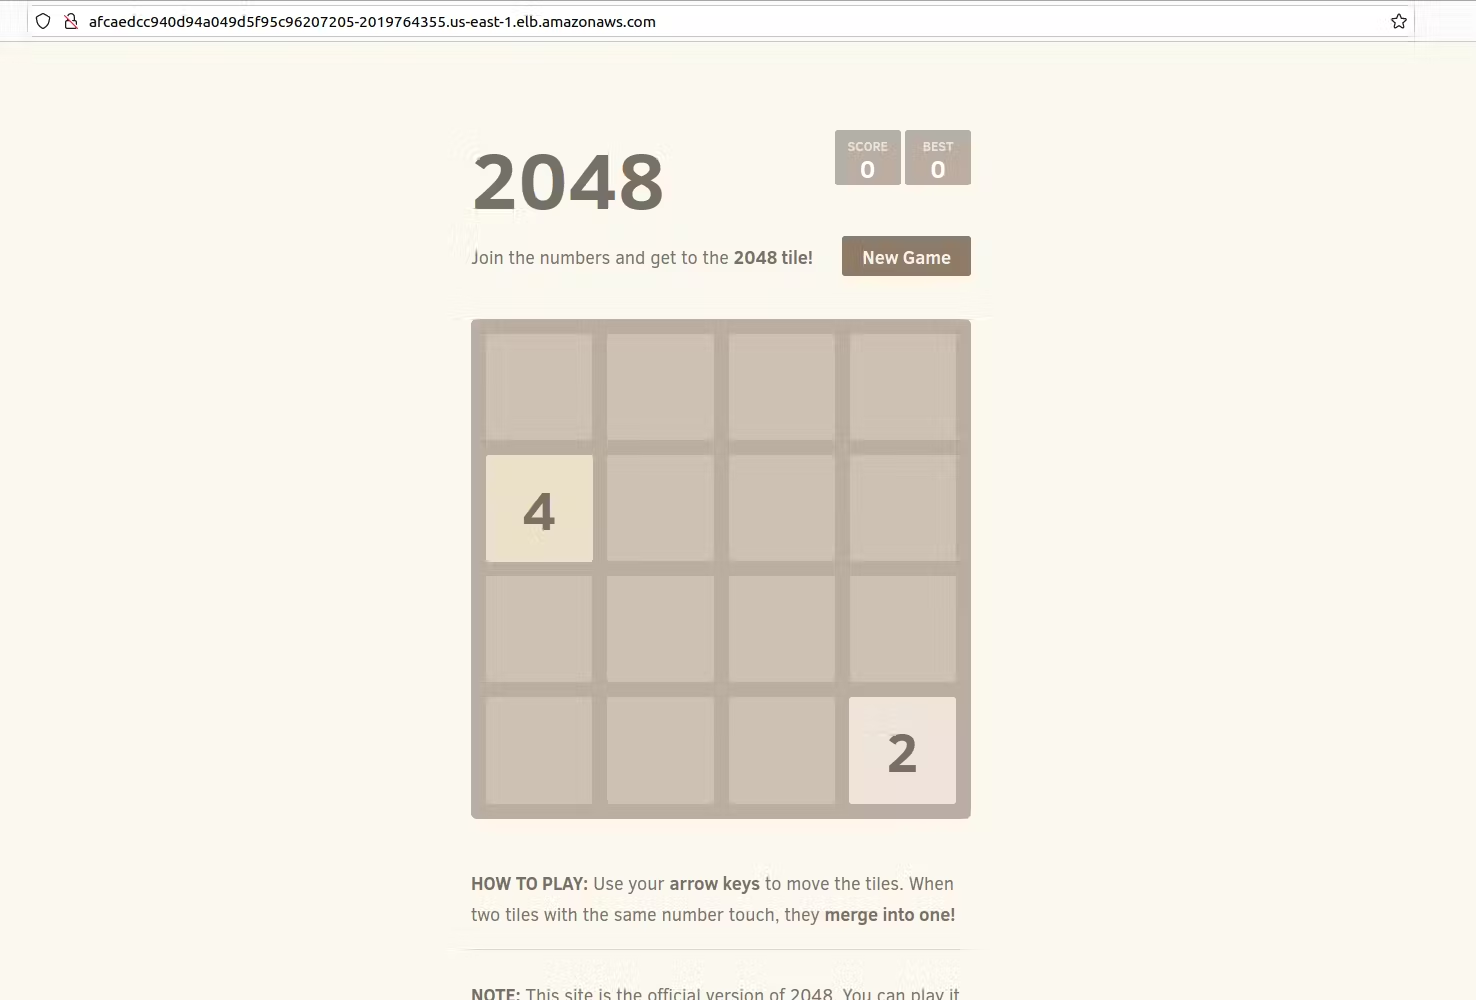 afcaedcc940d94a049d5f95c96207205-2019764355.us-east-1.elb.amazonaws.com
2048
SCORE
0
BEST
0
Join the numbers and get to the 2048 tile!
New Game
4
2
HOW TO PLAY: Use your arrow keys to move the tiles. When
two tiles with the same number touch, they merge into one!
NOTE: This site is the official version of 2048. You can play it